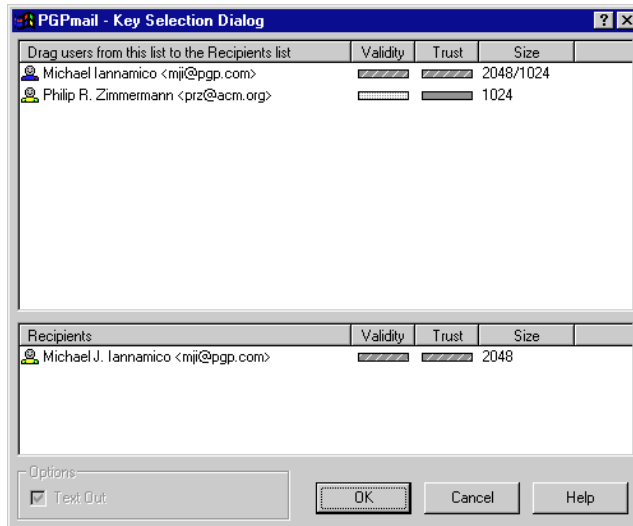 PGPmail - Key Selection Dialog
Drag users from this list to the Recipients list Validity Trust Size
Michael Iannamico <mji@pgp.com> 2048/1024
Philip R. Zimmermann <prz@acm.org> 1024
Recipients Validity Trust Size
Michael J. Iannamico <mji@pgp.com> 2048
Options
Text Out
OK Cancel Help